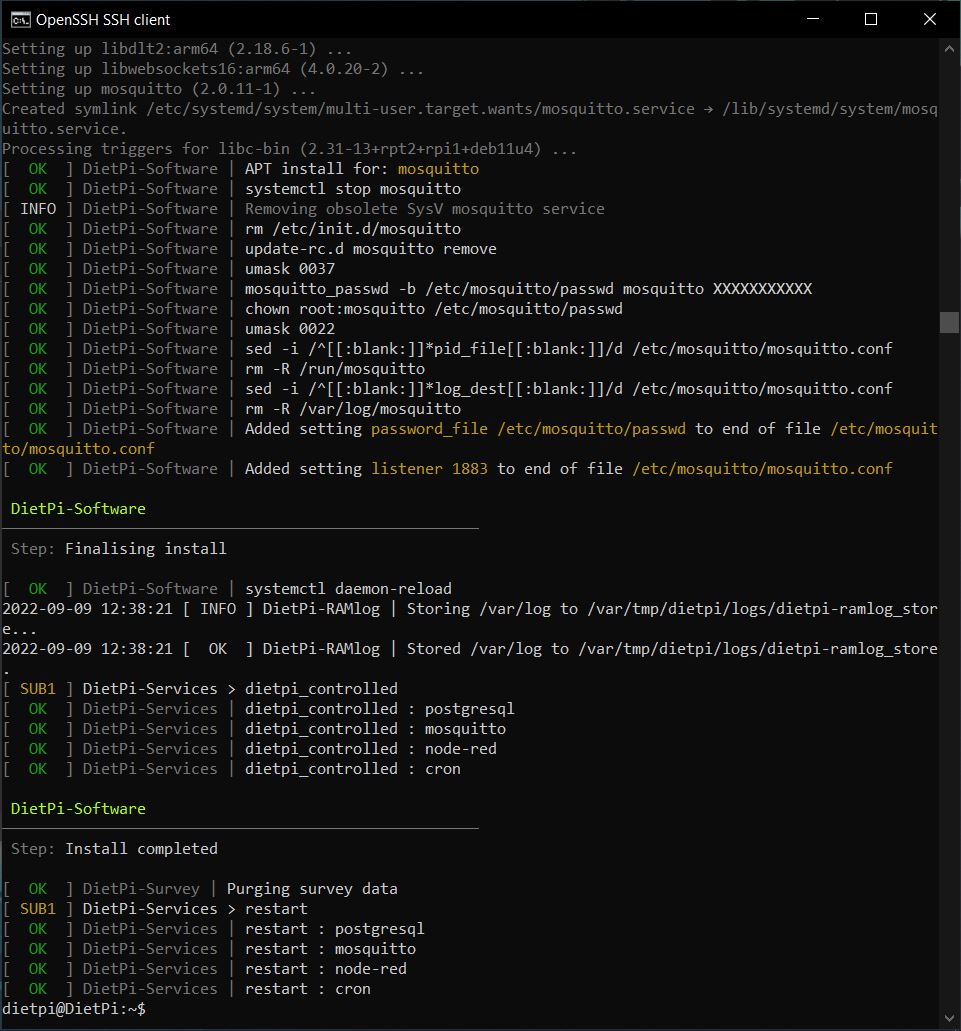 OpenSSH SSH client
Setting up libdlt2:arm64 (2.18.6-1) ...
Setting up libwebsockets16:arm64 (4.0.20-2) ...
Setting up mosquitto (2.0.11-1) ...
Created symlink /etc/systemd/system/multi-user.target.wants/mosquitto.service → /lib/systemd/system/mosq
uitto.service.
Processing triggers for libc-bin (2.31-13+rpt2+rpi1+deb11u4) ...
[  OK  ] DietPi-Software | APT install for: mosquitto
[  OK  ] DietPi-Software | systemctl stop mosquitto
[ INFO ] DietPi-Software | Removing obsolete SysV mosquitto service
[  OK  ] DietPi-Software | rm /etc/init.d/mosquitto
[  OK  ] DietPi-Software | update-rc.d mosquitto remove
[  OK  ] DietPi-Software | umask 0037
[  OK  ] DietPi-Software | mosquitto_passwd -b /etc/mosquitto/passwd mosquitto XXXXXXXXXXX
[  OK  ] DietPi-Software | chown root:mosquitto /etc/mosquitto/passwd
[  OK  ] DietPi-Software | umask 0022
[  OK  ] DietPi-Software | sed -i /^[[:blank:]]*pid_file[[:blank:]]/d /etc/mosquitto/mosquitto.conf
[  OK  ] DietPi-Software | rm -R /run/mosquitto
[  OK  ] DietPi-Software | sed -i /^[[:blank:]]*log_dest[[:blank:]]/d /etc/mosquitto/mosquitto.conf
[  OK  ] DietPi-Software | rm -R /var/log/mosquitto
[  OK  ] DietPi-Software | Added setting password_file /etc/mosquitto/passwd to end of file /etc/mosquit
to/mosquitto.conf
[  OK  ] DietPi-Software | Added setting listener 1883 to end of file /etc/mosquitto/mosquitto.conf
DietPi-Software
Step: Finalising install
[  OK  ] DietPi-Software | systemctl daemon-reload
2022-09-09 12:38:21 [ INFO ] DietPi-RAMlog | Storing /var/log to /var/tmp/dietpi/logs/dietpi-ramlog_stor
e...
2022-09-09 12:38:21 [  OK  ] DietPi-RAMlog | Stored /var/log to /var/tmp/dietpi/logs/dietpi-ramlog_store
.
[ SUB1 ] DietPi-Services > dietpi_controlled
[  OK  ] DietPi-Services | dietpi_controlled : postgresql
[  OK  ] DietPi-Services | dietpi_controlled : mosquitto
[  OK  ] DietPi-Services | dietpi_controlled : node-red
[  OK  ] DietPi-Services | dietpi_controlled : cron
DietPi-Software
Step: Install completed
[  OK  ] DietPi-Survey | Purging survey data
[ SUB1 ] DietPi-Services > restart
[  OK  ] DietPi-Services | restart : postgresql
[  OK  ] DietPi-Services | restart : mosquitto
[  OK  ] DietPi-Services | restart : node-red
[  OK  ] DietPi-Services | restart : cron
dietpi@DietPi:~$